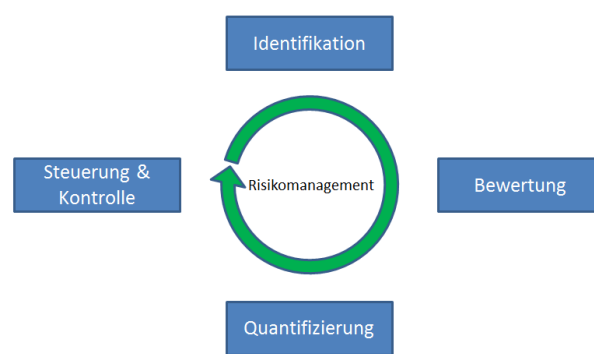 Identifikation
Steuerung &
Kontrolle
Risikomanagement
Bewertung
Quantifizierung